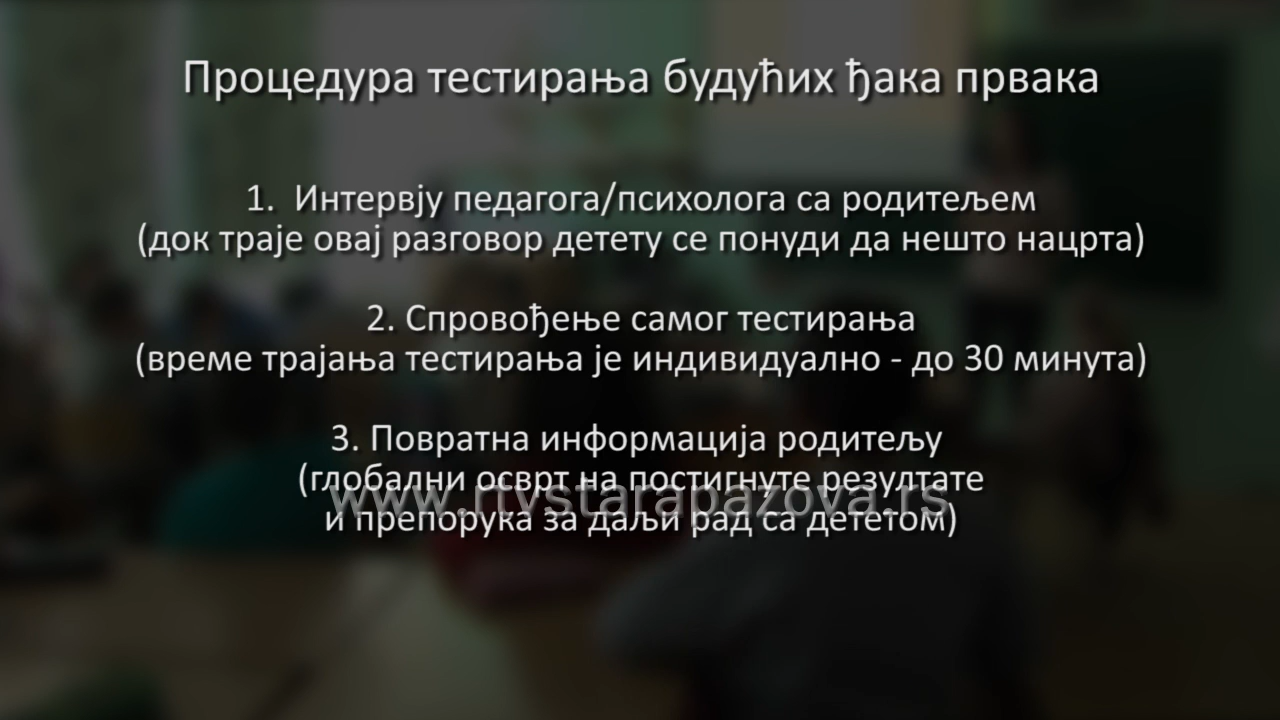 Процедура тестирања будућих ђака првака
1. Интервју педагога/психолога са родитељем
(док траје овај разговор детету се понуди да нешто нацрта)
2. Спровођење самог тестирања
(време трајања тестирања је индивидуално - до 30 минута)
3. Повратна информација родитељу
(глобални осврт на постигнуте резултате
www.rtvstarapazova.rs
и препорука за даљи рад са дететом)